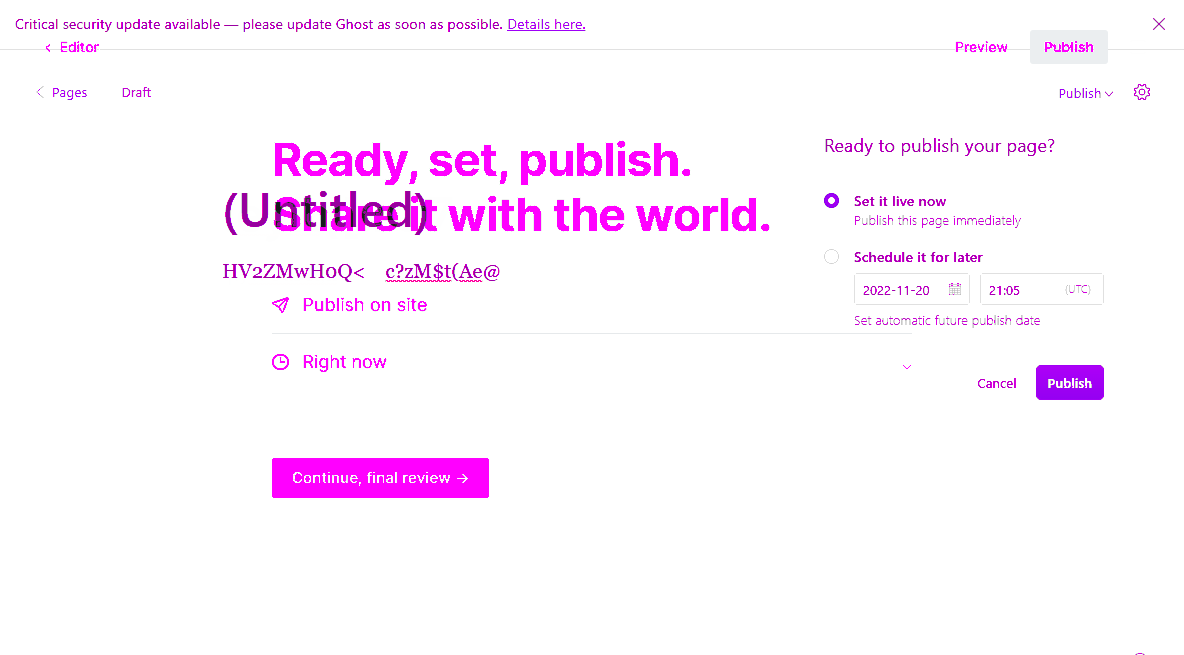 Critical security update available — please update Ghost as soon as possible. Details here.
Editor
Preview
Publish
Pages
Draft
Publish
Ready, set, publish.
Share it with the world.
(Untitled)
HV2ZMwH0Q< c?zM$t(Ae@
Publish on site
Right now
Continue, final review →
Ready to publish your page?
Set it live now
Publish this page immediately
Schedule it for later
2022-11-20
21:05
(UTC)
Set automatic future publish date
Cancel
Publish